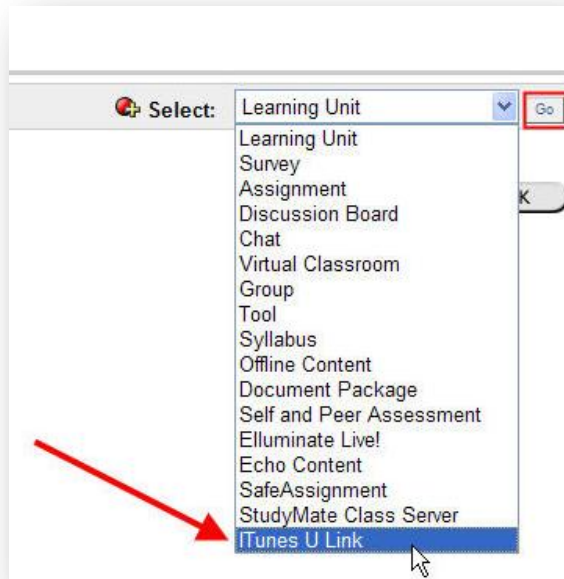 Select: Learning Unit Go
Learning Unit
Survey
Assignment
Discussion Board
Chat
Virtual Classroom
Group
Tool
Syllabus
Offline Content
Document Package
Self and Peer Assessment
Elluminate Live!
Echo Content
SafeAssignment
StudyMate Class Server
ITunes U Link
K